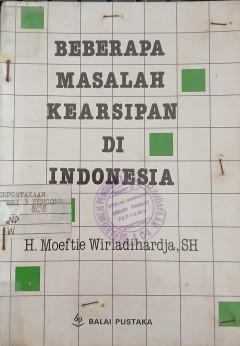 BEBERAPA
MASALAH
KEARSIPAN
DI
INDONESIA
H. Moeftie Wiriadihardja, SH
BALAI PUSTAKA